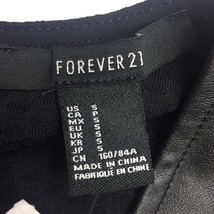 FOREVER 21
US S
CA P
MX S
EU S
UK S
KR S
JP S
CN 160/84A
MADE IN CHINA
FABRIQUE EN CHINE